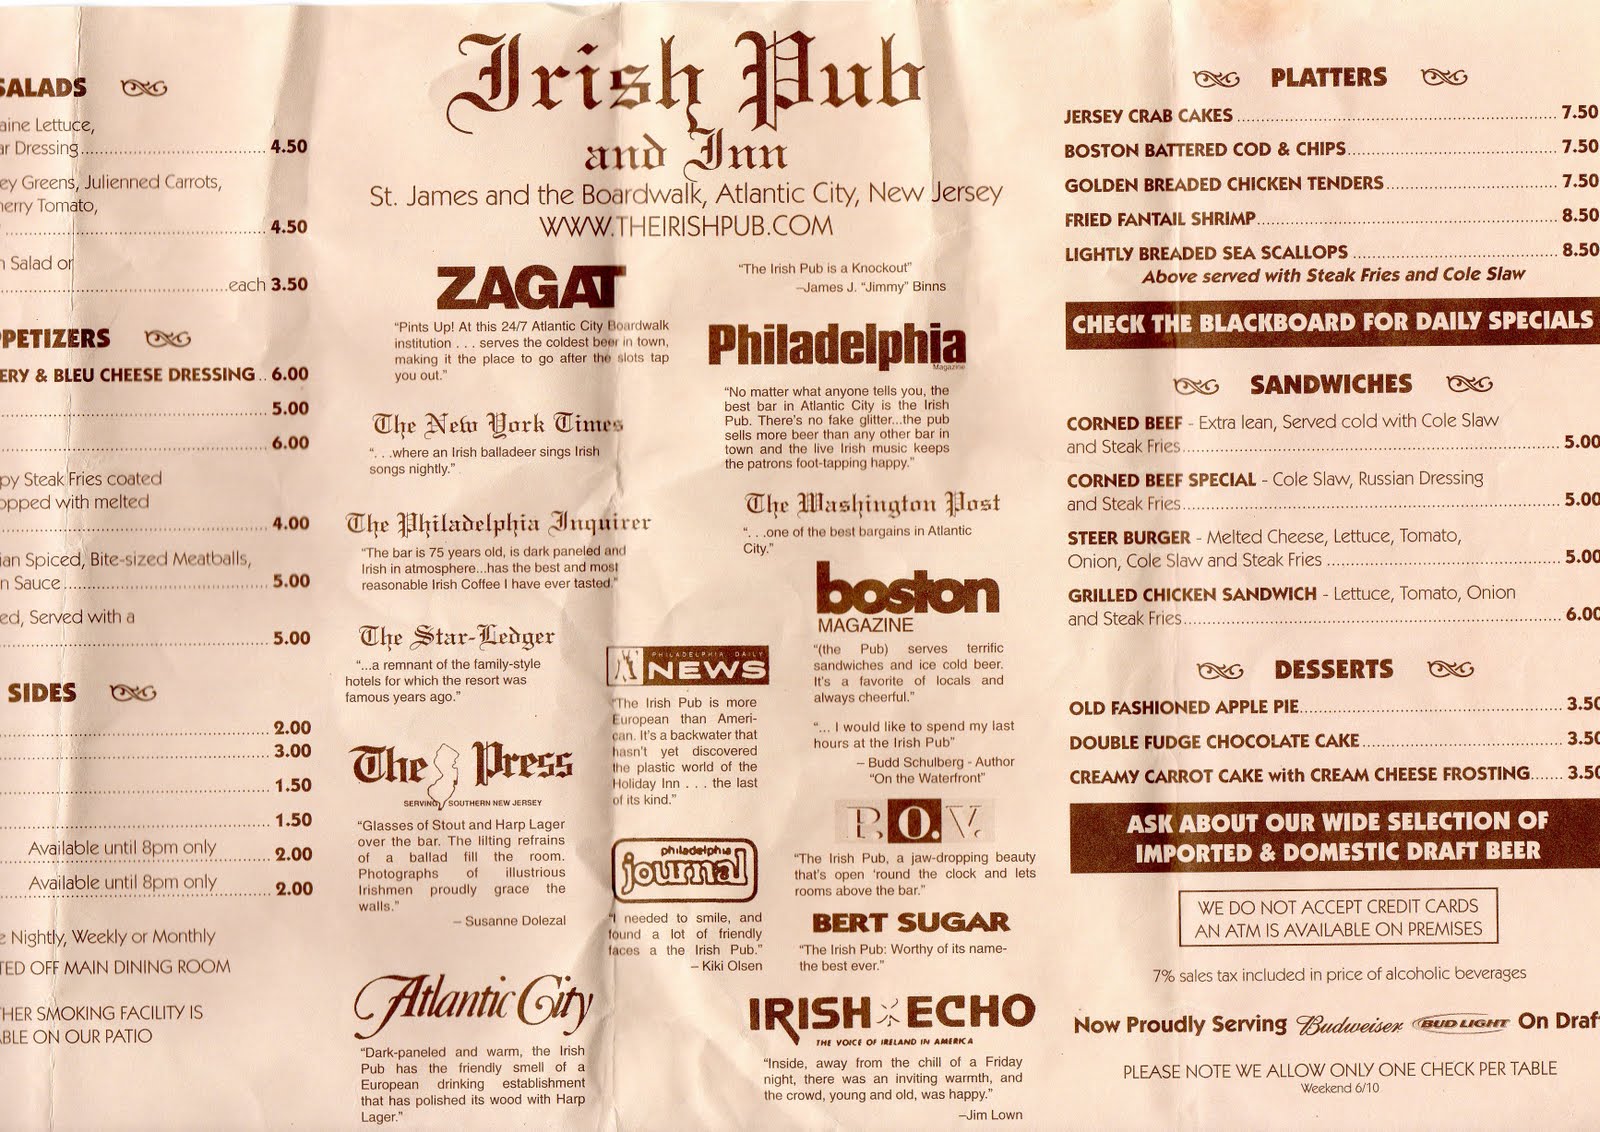 SALADS
aine Lettuce,
ar Dressing 4.50
ey Greens, Julienned Carrots,
herry Tomato,
4.50
n Salad or
each 3.50
PPETIZERS
ERY & BLEU CHEESE DRESSING.. 6.00
5.00
6.00
py Steak Fries coated
opped with melted
4.00
ian Spiced, Bite-sized Meatballs,
n Sauce 5.00
ed, Served with a
5.00
SIDES
2.00
3.00
1.50
1.50
Available until 8pm only 2.00
Available until 8pm only 2.00
e Nightly, Weekly or Monthly
TED OFF MAIN DINING ROOM
HER SMOKING FACILITY IS
ABLE ON OUR PATIO
Irish Pub
and Inn
St. James and the Boardwalk, Atlantic City, New Jersey
WWW.THEIRISHPUB.COM
ZAGAT
"Pints Up! At this 24/7 Atlantic City Boardwalk
institution . . . serves the coldest beer in town,
making it the place to go after the slots tap
you out."
The New York Times
". . .where an Irish balladeer sings Irish
songs nightly."
The Philadelphia Inquirer
"The bar is 75 years old, is dark paneled and
Irish in atmosphere...has the best and most
reasonable Irish Coffee I have ever tasted."
The Star-Ledger
"...a remnant of the family-style
hotels for which the resort was
famous years ago."
The Press
SERVING SOUTHERN NEW JERSEY
"Glasses of Stout and Harp Lager
over the bar. The lilting refrains
of a ballad fill the room.
Photographs of illustrious
Irishmen proudly grace the
walls."
– Susanne Dolezal
Atlantic City
"Dark-paneled and warm, the Irish
Pub has the friendly smell of a
European drinking establishment
that has polished its wood with Harp
Lager."
PHILADELPHIA DAILY
NEWS
"The Irish Pub is more
European than Ameri-
can. It's a backwater that
hasn't yet discovered
the plastic world of the
Holiday Inn . . . the last
of its kind."
philadelphia
journal
"I needed to smile, and
found a lot of friendly
faces a the Irish Pub."
– Kiki Olsen
"The Irish Pub is a Knockout"
–James J. "Jimmy" Binns
Philadelphia
Magazine
"No matter what anyone tells you, the
best bar in Atlantic City is the Irish
Pub. There's no fake glitter...the pub
sells more beer than any other bar in
town and the live Irish music keeps
the patrons foot-tapping happy."
The Washington Post
". . .one of the best bargains in Atlantic
City."
boston
MAGAZINE
"(the Pub) serves terrific
sandwiches and ice cold beer.
It's a favorite of locals and
always cheerful."
"... I would like to spend my last
hours at the Irish Pub"
– Budd Schulberg - Author
"On the Waterfront"
P.O.V.
"The Irish Pub, a jaw-dropping beauty
that's open 'round the clock and lets
rooms above the bar."
BERT SUGAR
"The Irish Pub: Worthy of its name-
the best ever."
IRISH ECHO
THE VOICE OF IRELAND IN AMERICA
"Inside, away from the chill of a Friday
night, there was an inviting warmth, and
the crowd, young and old, was happy."
–Jim Lown
PLATTERS
JERSEY CRAB CAKES 7.50
BOSTON BATTERED COD & CHIPS 7.50
GOLDEN BREADED CHICKEN TENDERS 7.50
FRIED FANTAIL SHRIMP 8.50
LIGHTLY BREADED SEA SCALLOPS 8.50
Above served with Steak Fries and Cole Slaw
CHECK THE BLACKBOARD FOR DAILY SPECIALS
SANDWICHES
CORNED BEEF - Extra lean, Served cold with Cole Slaw
and Steak Fries 5.00
CORNED BEEF SPECIAL - Cole Slaw, Russian Dressing
and Steak Fries 5.00
STEER BURGER - Melted Cheese, Lettuce, Tomato,
Onion, Cole Slaw and Steak Fries 5.00
GRILLED CHICKEN SANDWICH - Lettuce, Tomato, Onion
and Steak Fries 6.00
DESSERTS
OLD FASHIONED APPLE PIE 3.50
DOUBLE FUDGE CHOCOLATE CAKE 3.50
CREAMY CARROT CAKE with CREAM CHEESE FROSTING 3.50
ASK ABOUT OUR WIDE SELECTION OF
IMPORTED & DOMESTIC DRAFT BEER
WE DO NOT ACCEPT CREDIT CARDS
AN ATM IS AVAILABLE ON PREMISES
7% sales tax included in price of alcoholic beverages
Now Proudly Serving Budweiser BUD LIGHT On Draf
PLEASE NOTE WE ALLOW ONLY ONE CHECK PER TABLE
Weekend 6/10